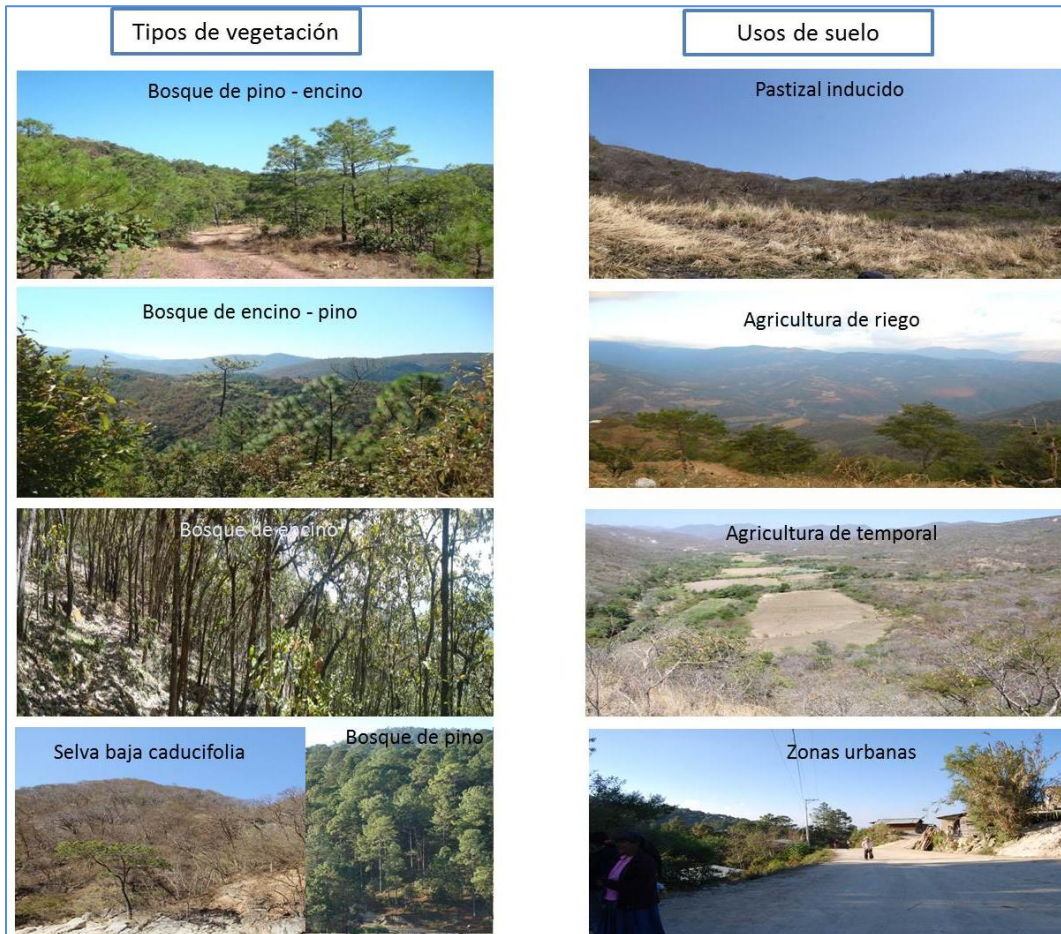 Tipos de vegetación
Bosque de pino - encino
Bosque de encino - pino
Bosque de encino
Selva baja caducifolia
Bosque de pino
Usos de suelo
Pastizal inducido
Agricultura de riego
Agricultura de temporal
Zonas urbanas